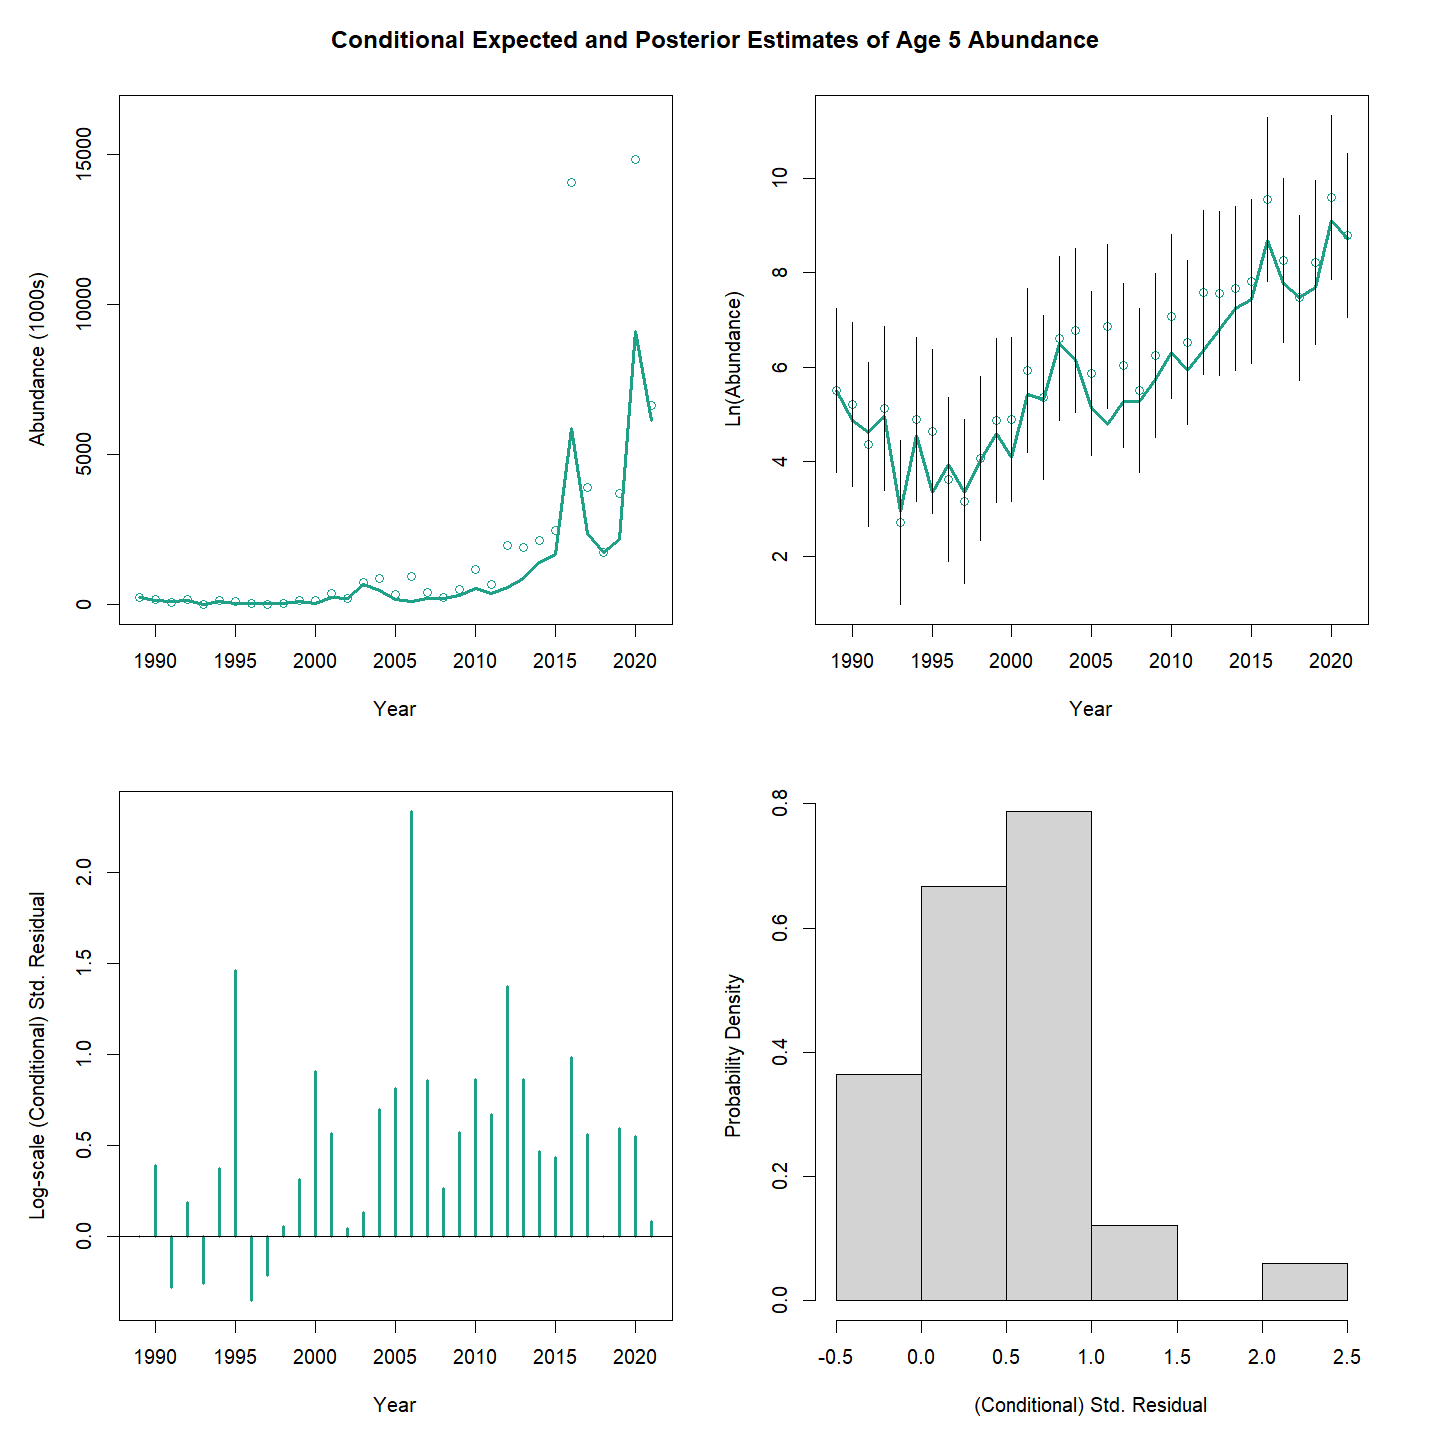 Conditional Expected and Posterior Estimates of Age 5 Abundance
Abundance (1000s)
15000
10000
5000
0
1990 1995 2000 2005 2010 2015 2020
Year
Ln(Abundance)
10
8
6
4
2
1990 1995 2000 2005 2010 2015 2020
Year
Log-scale (Conditional) Std. Residual
2.0
1.5
1.0
0.5
0.0
1990 1995 2000 2005 2010 2015 2020
Year
Probability Density
0.8
0.6
0.4
0.2
0.0
-0.5 0.0 0.5 1.0 1.5 2.0 2.5
(Conditional) Std. Residual